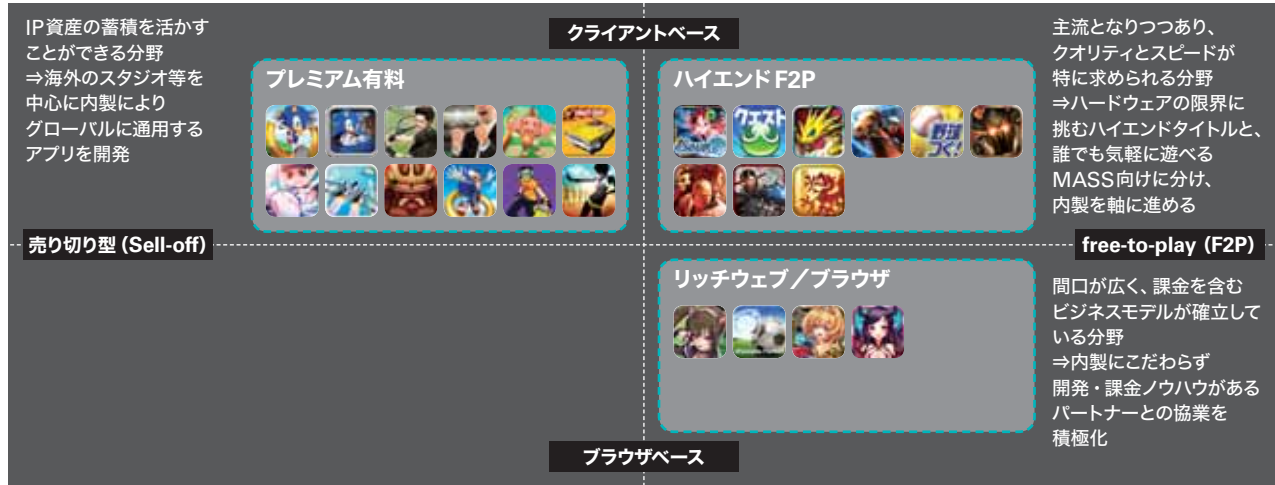 クライアントベース
IP資産の蓄積を活かす
ことができる分野
⇒海外のスタジオ等を
中心に内製により
グローバルに通用する
アプリを開発
プレミアム有料
ハイエンドF2P
クエスト
野球
つく!
主流となりつつあり、
クオリティとスピードが
特に求められる分野
⇒ハードウェアの限界に
挑むハイエンドタイトルと、
誰でも気軽に遊べる
MASS向けに分け、
内製を軸に進める
売り切り型(Sell-off)
free-to-play(F2P)
リッチウェブ/ブラウザ
間口が広く、課金を含む
ビジネスモデルが確立して
いる分野
⇒内製にこだわらず
開発・課金ノウハウがある
パートナーとの協業を
積極化
ブラウザベース